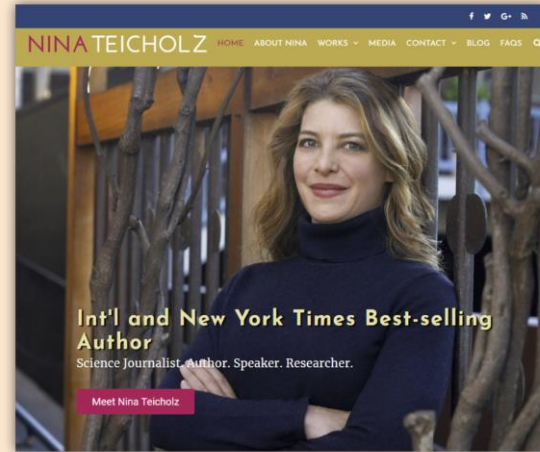 NINA TEICHOLZ HOME ABOUT NINA WORKS MEDIA CONTACT BLOG FAQS
Int'l and New York Times Best-selling
Author
Science Journalist. Author. Speaker. Researcher.
Meet Nina Teicholz